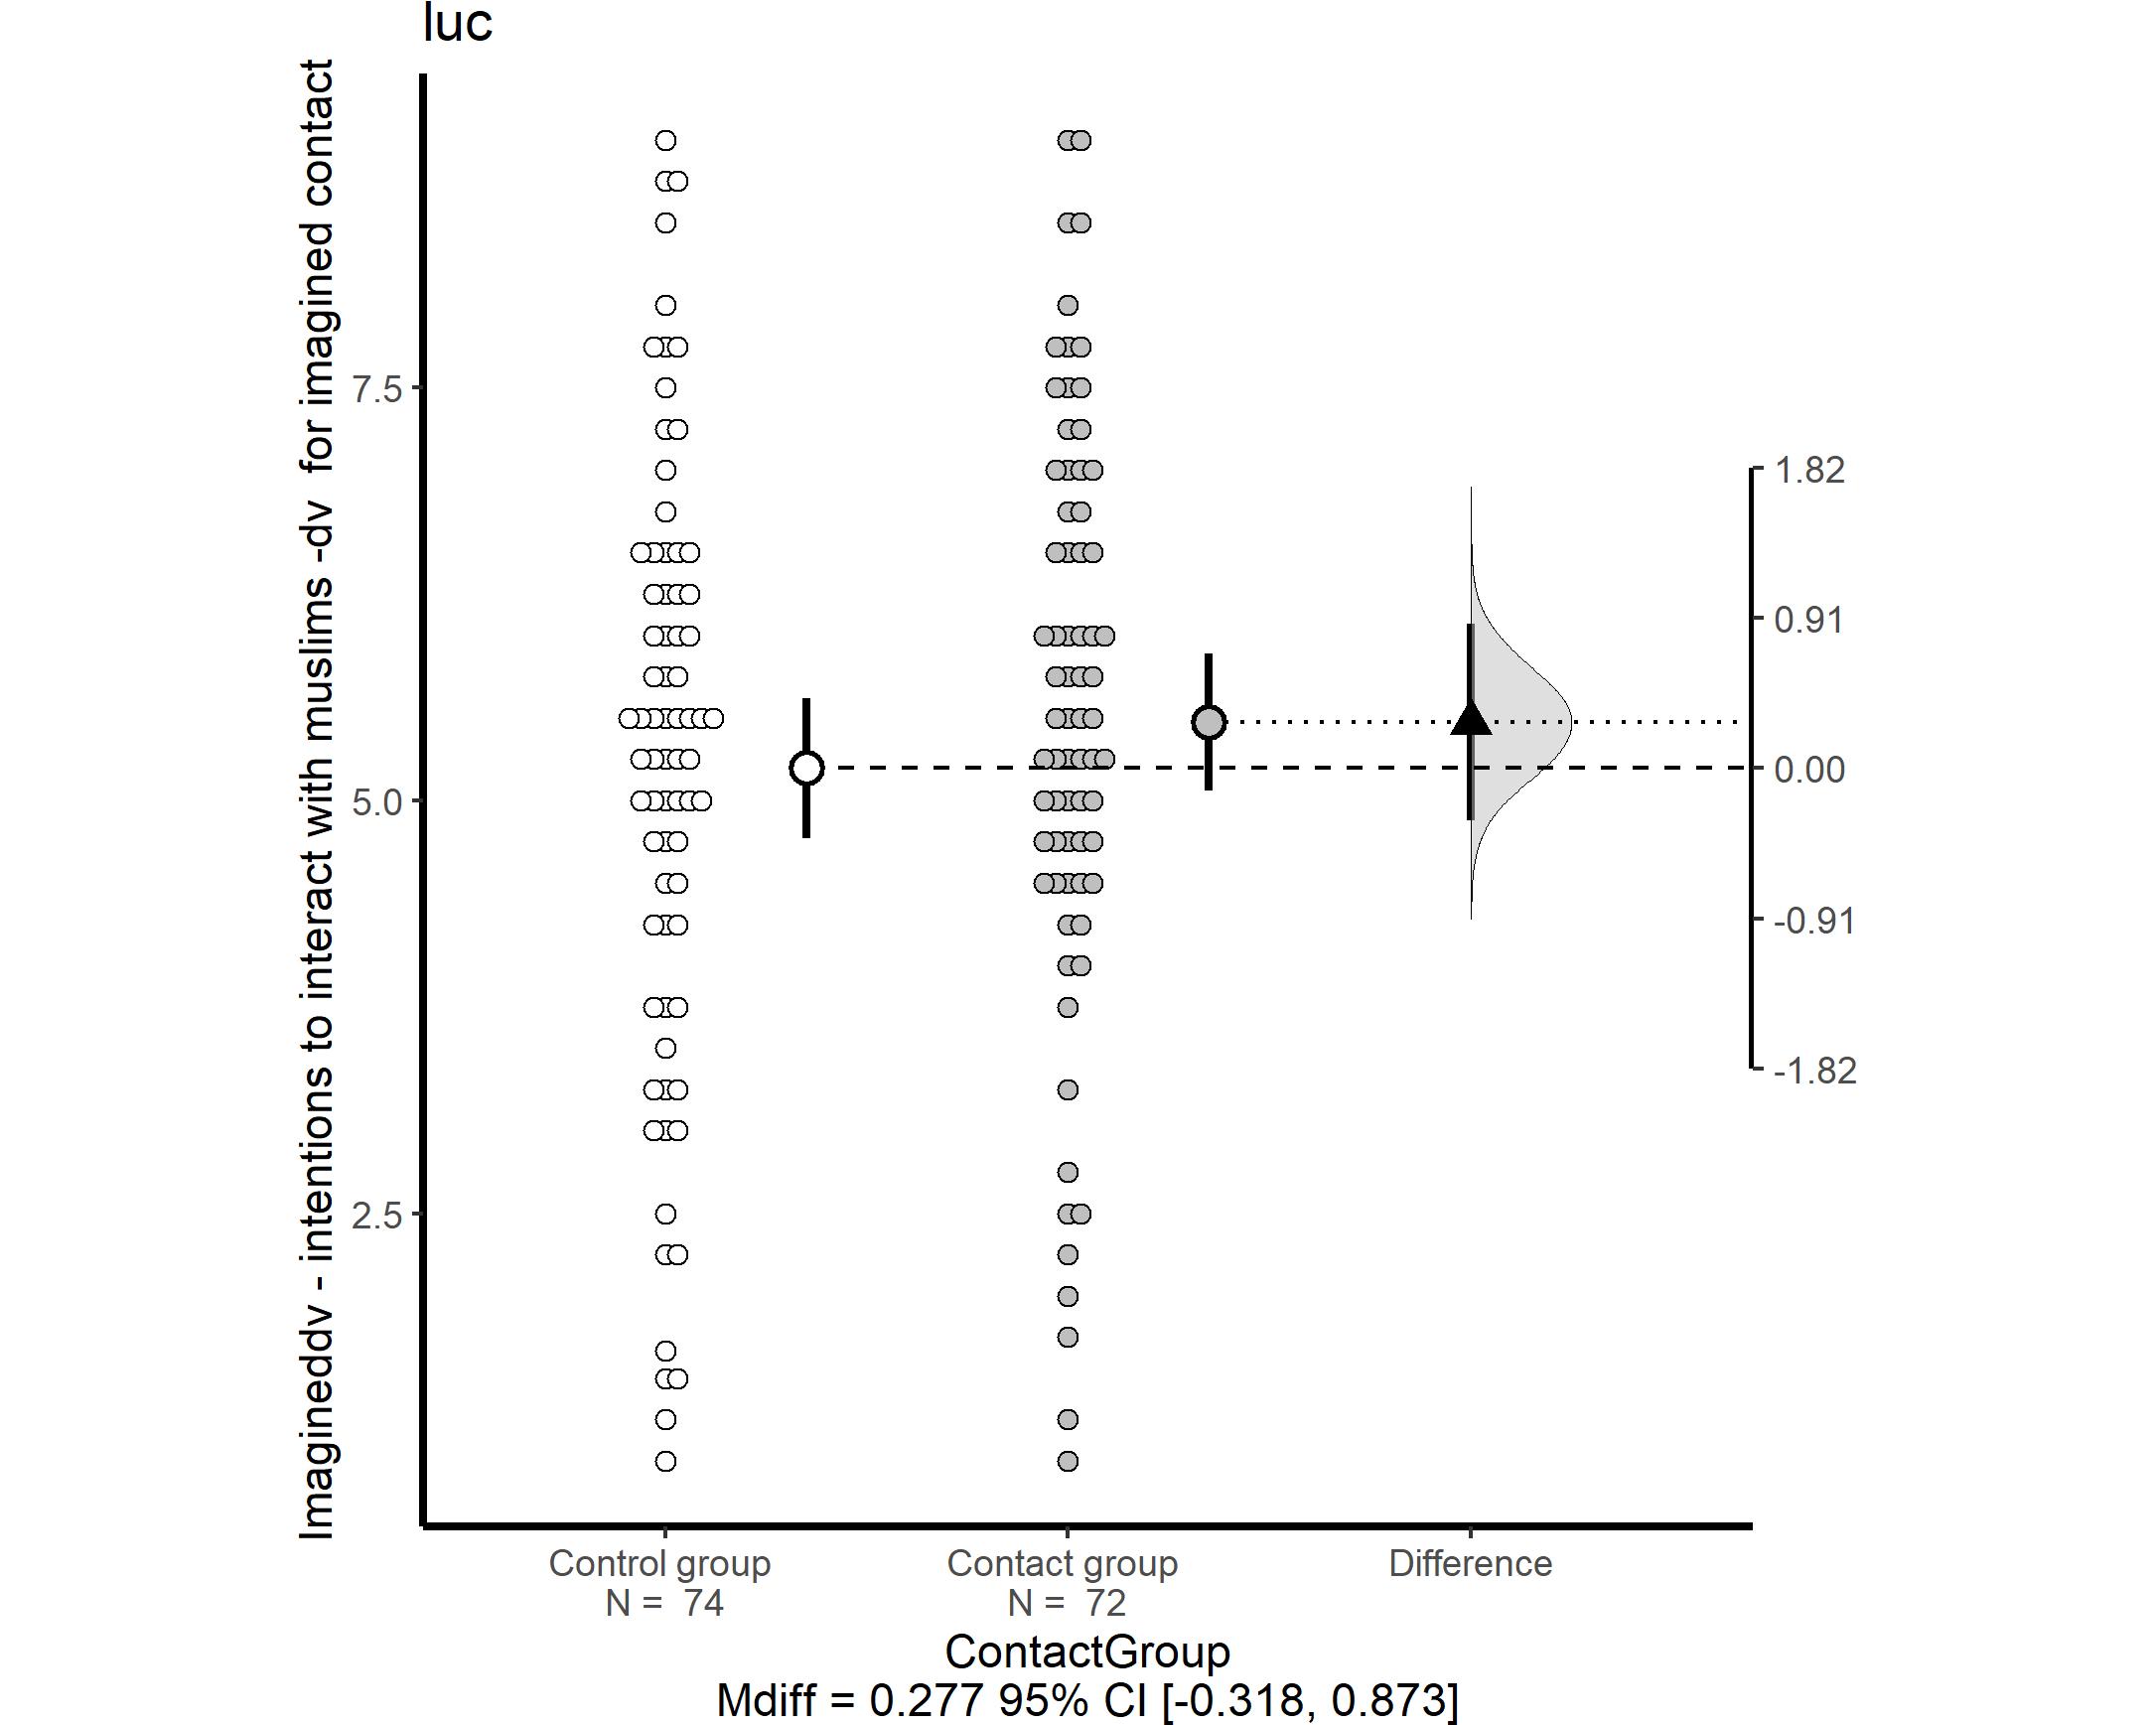 luc
Imagineddv - intentions to interact with muslims -dv  for imagined contact
7.5
5.0
2.5
1.82
0.91
0.00
-0.91
-1.82
Control group
N =  74
Contact group
N =  72
Difference
ContactGroup
Mdiff = 0.277 95% CI [-0.318, 0.873]